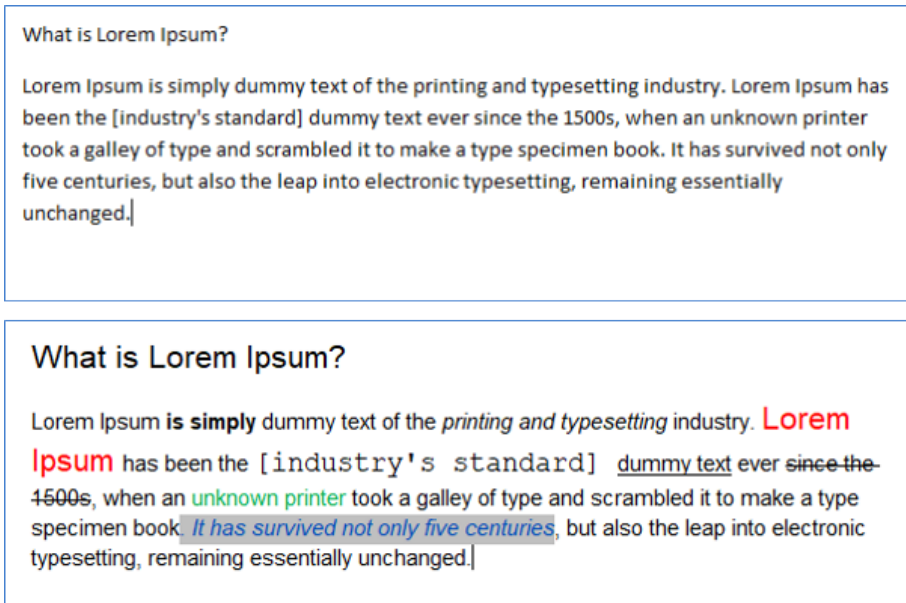 What is Lorem Ipsum?
Lorem Ipsum is simply dummy text of the printing and typesetting industry. Lorem Ipsum has
been the [industry's standard] dummy text ever since the 1500s, when an unknown printer
took a galley of type and scrambled it to make a type specimen book. It has survived not only
five centuries, but also the leap into electronic typesetting, remaining essentially
unchanged.
What is Lorem Ipsum?
Lorem Ipsum is simply dummy text of the printing and typesetting industry. Lorem
Ipsum has been the [industry's standard] dummy text ever since the
1500s, when an unknown printer took a galley of type and scrambled it to make a type
specimen book. It has survived not only five centuries, but also the leap into electronic
typesetting, remaining essentially unchanged.